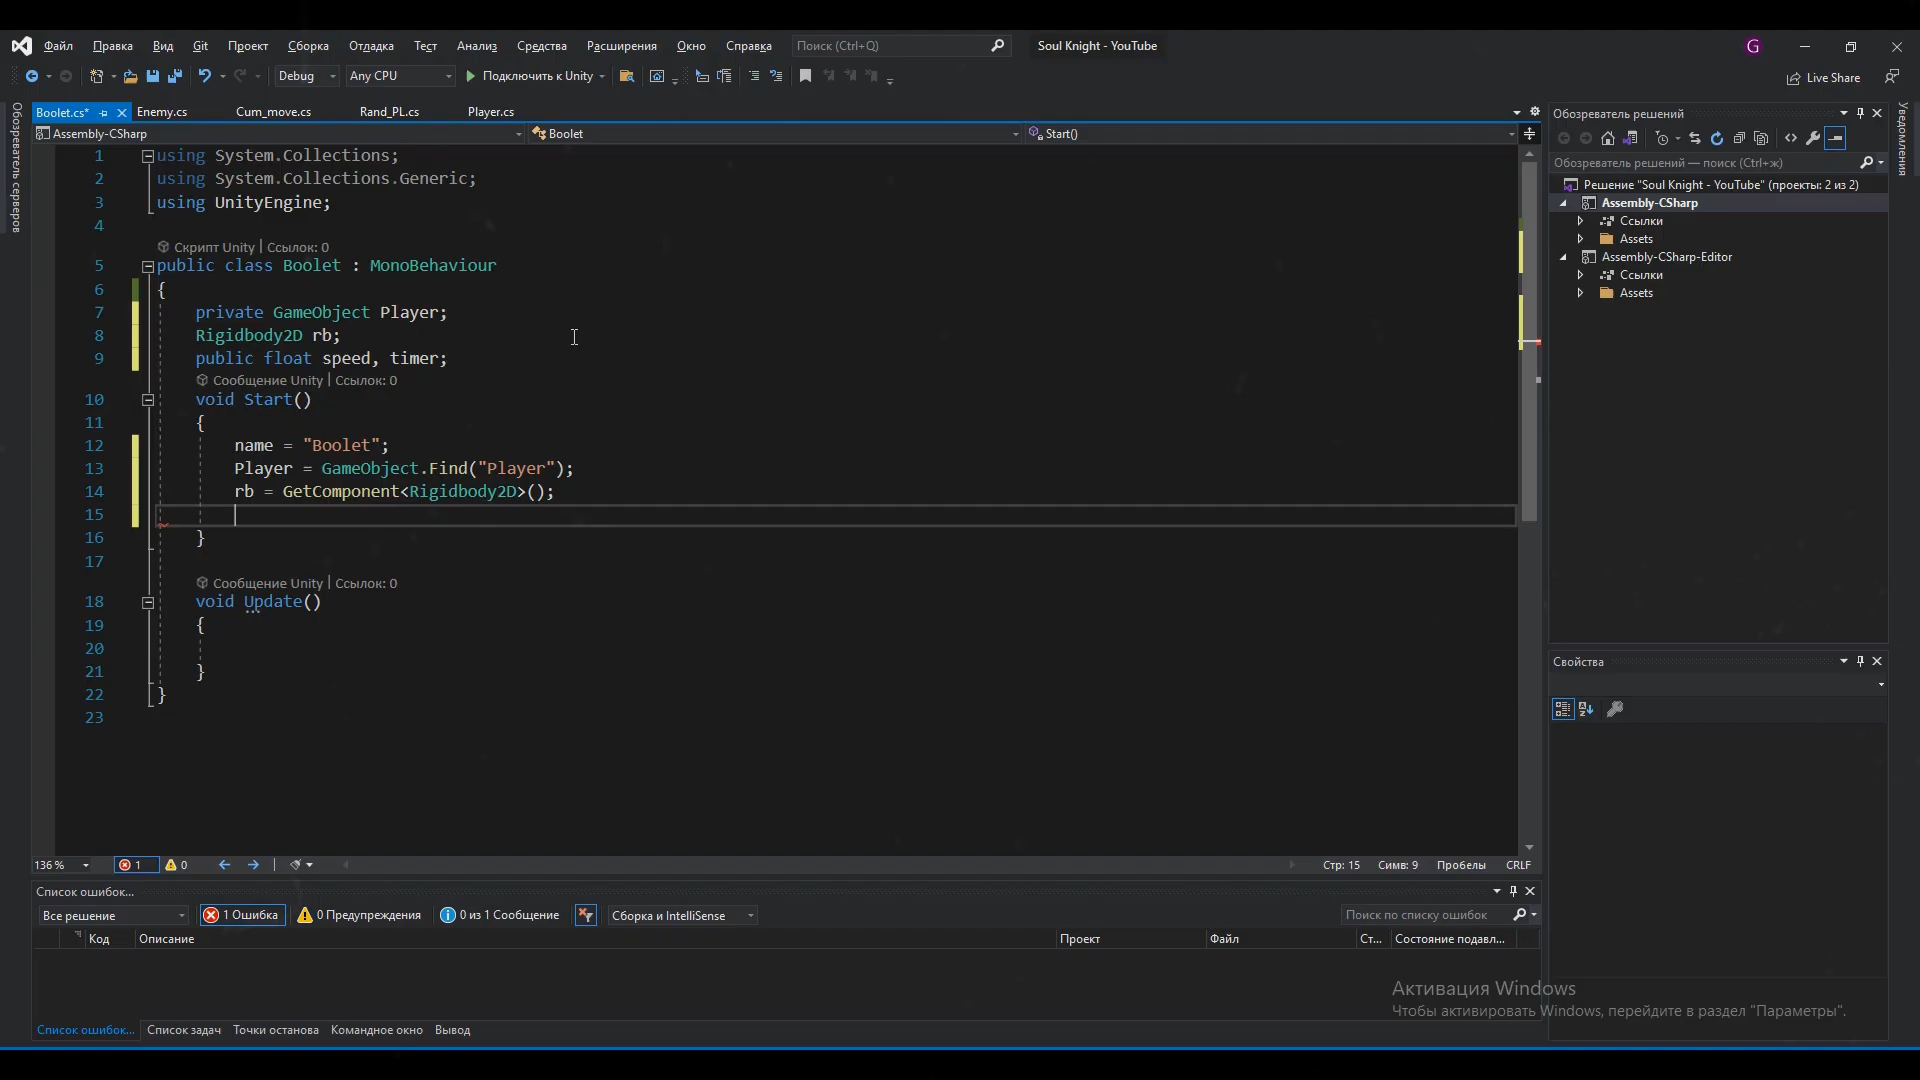 Файл Правка Вид Git Проект Сборка Отладка Тест Анализ Средства Расширения Окно Справка Поиск (Ctrl+Q) Soul Knight - YouTube G
Debug Any CPU Подключить к Unity Live Share
Boolet.cs* Enemy.cs Cum_move.cs Rand_PL.cs Player.cs
Assembly-CSharp Boolet Start()
Обозреватель серверов
1 using System.Collections;
2 using System.Collections.Generic;
3 using UnityEngine;
4
Скрипт Unity | Ссылок: 0
5 public class Boolet : MonoBehaviour
6 {
7 private GameObject Player;
8 Rigidbody2D rb;
9 public float speed, timer;
Сообщение Unity | Ссылок: 0
10 void Start()
11 {
12 name = "Boolet";
13 Player = GameObject.Find("Player");
14 rb = GetComponent<Rigidbody2D>();
15
16 }
17
Сообщение Unity | Ссылок: 0
18 void Update()
19 {
20
21 }
22 }
23
136 % 1 0 Стр: 15 Симв: 9 Пробелы CRLF
Список ошибок...
Все решение 1 Ошибка 0 Предупреждения 0 из 1 Сообщение Сборка и IntelliSense Поиск по списку ошибок
Код Описание Проект Файл Ст... Состояние подавл...
Список ошибок... Список задач Точки останова Командное окно Вывод
Обозреватель решений
Обозреватель решений — поиск (Ctrl+ж)
Решение "Soul Knight - YouTube" (проекты: 2 из 2)
Assembly-CSharp
Ссылки
Assets
Assembly-CSharp-Editor
Ссылки
Assets
Свойства
Уведомления
Активация Windows
Чтобы активировать Windows, перейдите в раздел "Параметры".